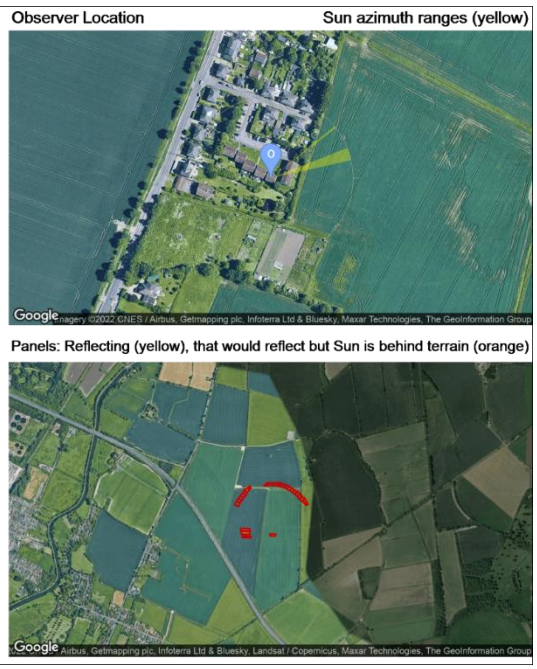 Observer Location
Sun azimuth ranges (yellow)
O
Google
Imagery ©2022 CNES / Airbus, Getmapping plc, Infoterra Ltd & Bluesky, Maxar Technologies, The GeoInformation Group
Panels: Reflecting (yellow), that would reflect but Sun is behind terrain (orange)
Google
2022 CNES / Airbus, Getmapping plc, Infoterra Ltd & Bluesky, Landsat / Copernicus, Maxar Technologies, The GeoInformation Group